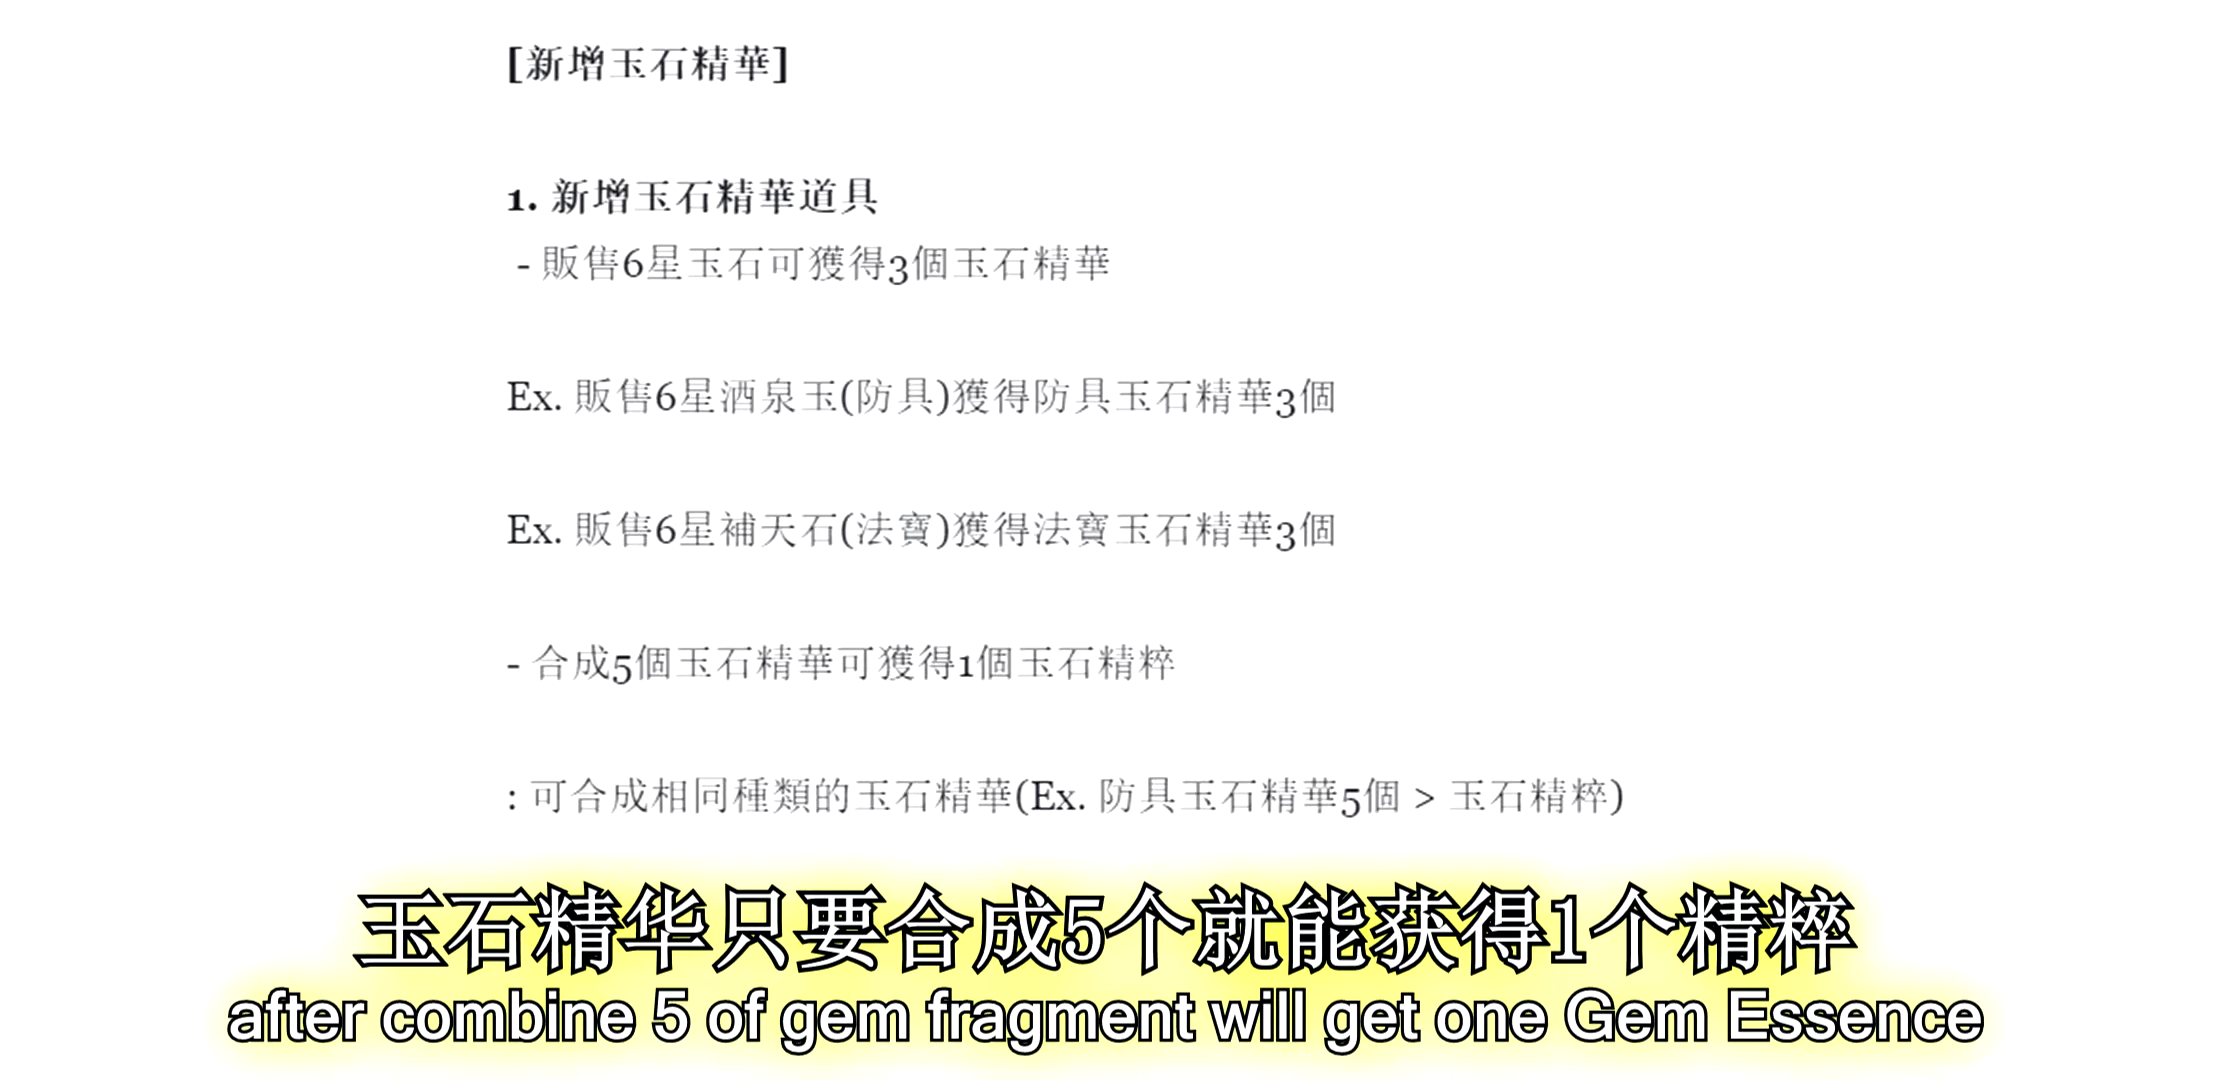 [新增玉石精華]
1. 新增玉石精華道具
- 販售6星玉石可獲得3個玉石精華
Ex. 販售6星酒泉玉(防具)獲得防具玉石精華3個
Ex. 販售6星補天石(法寶)獲得法寶玉石精華3個
- 合成5個玉石精華可獲得1個玉石精粹
: 可合成相同種類的玉石精華(Ex. 防具玉石精華5個 > 玉石精粹)
玉石精华只要合成5个就能获得1个精粹
after combine 5 of gem fragment will get one Gem Essence